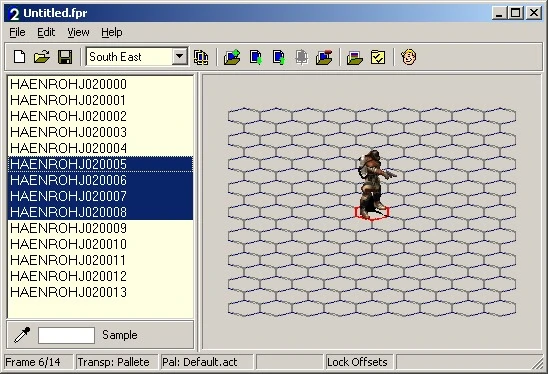 2 Untitled.fpr
File Edit View Help
South East
HAENROHJ020000
HAENROHJ020001
HAENROHJ020002
HAENROHJ020003
HAENROHJ020004
HAENROHJ020005
HAENROHJ020006
HAENROHJ020007
HAENROHJ020008
HAENROHJ020009
HAENROHJ020010
HAENROHJ020011
HAENROHJ020012
HAENROHJ020013
Sample
Frame 6/14 Transp: Pallete Pal: Default.act Lock Offsets